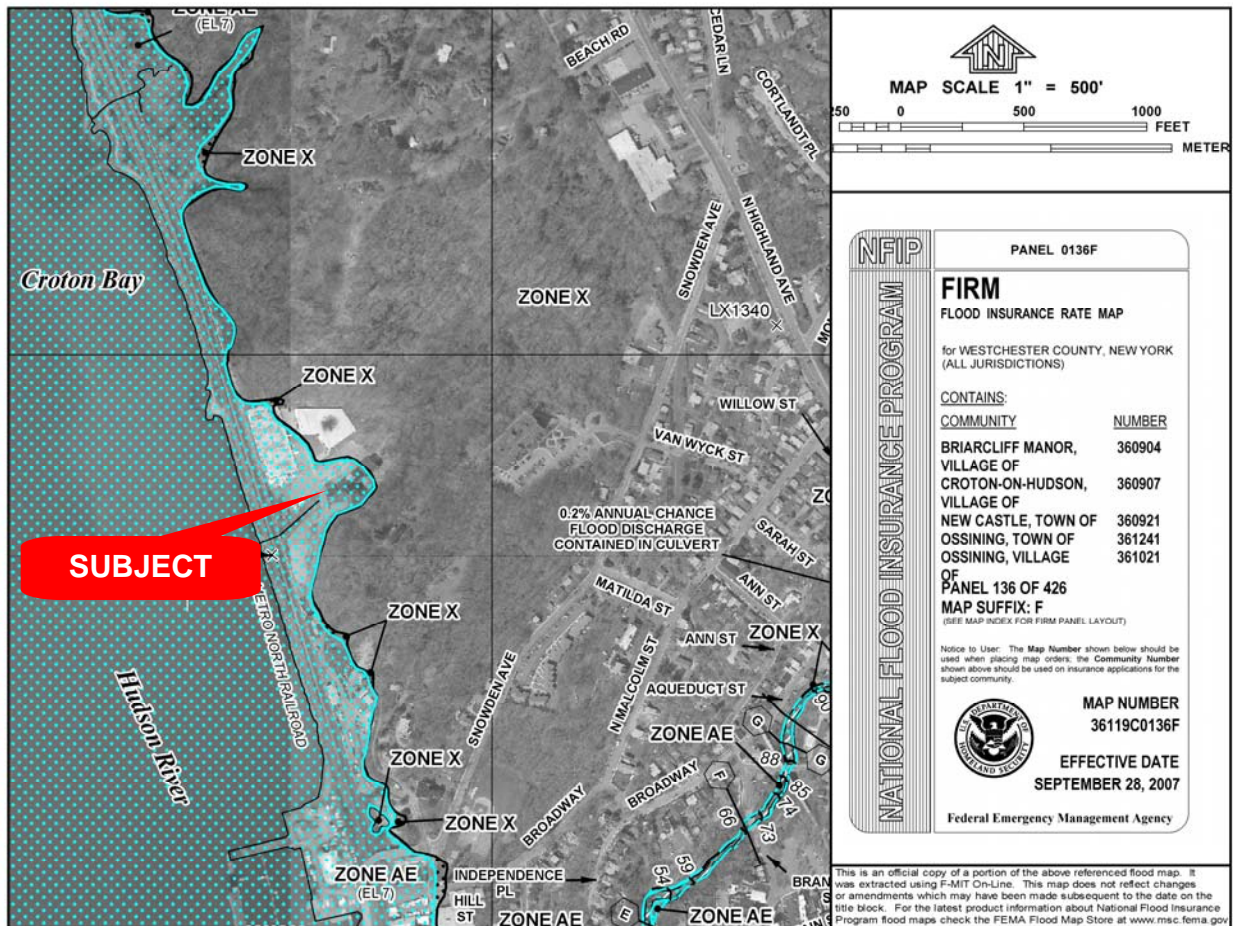 ZONE AE
(EL 7)
ZONE X
Croton Bay
BEACH RD
CEDAR LN
CORTLANDT PL
N HIGHLAND AVE
SNOWDEN AVE
ZONE X
LX1340
ZONE X
WILLOW ST
VAN WYCK ST
0.2% ANNUAL CHANCE
FLOOD DISCHARGE
CONTAINED IN CULVERT
SARAH ST
SUBJECT
METRO NORTH RAILROAD
MATILDA ST
ANN ST
ZONE X
ANN ST
ZONE X
AQUEDUCT ST
Hudson River
SNOWDEN AVE
N MALCOLM ST
ZONE AE
G
G
90
88
85
74
73
66
F
BROADWAY
BROADWAY
ZONE X
59
54
ZONE AE
(EL 7)
INDEPENDENCE
PL
HILL
ST
E
ZONE AE
ZONE AE
N
MAP SCALE 1" = 500'
250 0 500 1000
FEET
METER
NFIP
NATIONAL FLOOD INSURANCE PROGRAM
PANEL 0136F
FIRM
FLOOD INSURANCE RATE MAP
for WESTCHESTER COUNTY, NEW YORK
(ALL JURISDICTIONS)
CONTAINS:
COMMUNITY NUMBER
BRIARCLIFF MANOR, 360904
VILLAGE OF
CROTON-ON-HUDSON, 360907
VILLAGE OF
NEW CASTLE, TOWN OF 360921
OSSINING, TOWN OF 361241
OSSINING, VILLAGE 361021
OF
PANEL 136 OF 426
MAP SUFFIX: F
(SEE MAP INDEX FOR FIRM PANEL LAYOUT)
Notice to User: The Map Number shown below should be
used when placing map orders; the Community Number
shown above should be used on insurance applications for the
subject community.
U.S. DEPARTMENT OF HOMELAND SECURITY
MAP NUMBER
36119C0136F
EFFECTIVE DATE
SEPTEMBER 28, 2007
Federal Emergency Management Agency
This is an official copy of a portion of the above referenced flood map. It
was extracted using F-MIT On-Line. This map does not reflect changes
or amendments which may have been made subsequent to the date on the
title block. For the latest product information about National Flood Insurance
Program flood maps check the FEMA Flood Map Store at www.msc.fema.gov